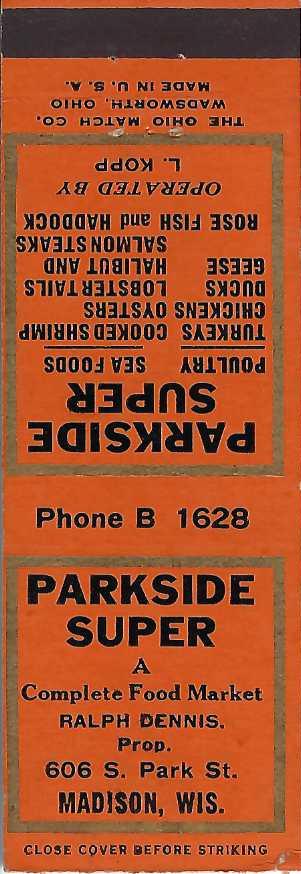 PARKSIDE
SUPER
POULTRY SEA FOODS
TURKEYS COOKED SHRIMP
CHICKENS OYSTERS
DUCKS LOBSTER TAILS
GEESE HALIBUT AND
SALMON STEAKS
ROSE FISH and HADDOCK
OPERATED BY
L. KOPP
THE OHIO MATCH CO.
WADSWORTH, OHIO
MADE IN U. S. A.
Phone B 1628
PARKSIDE
SUPER
A
Complete Food Market
RALPH DENNIS.
Prop.
606 S. Park St.
MADISON, WIS.
CLOSE COVER BEFORE STRIKING